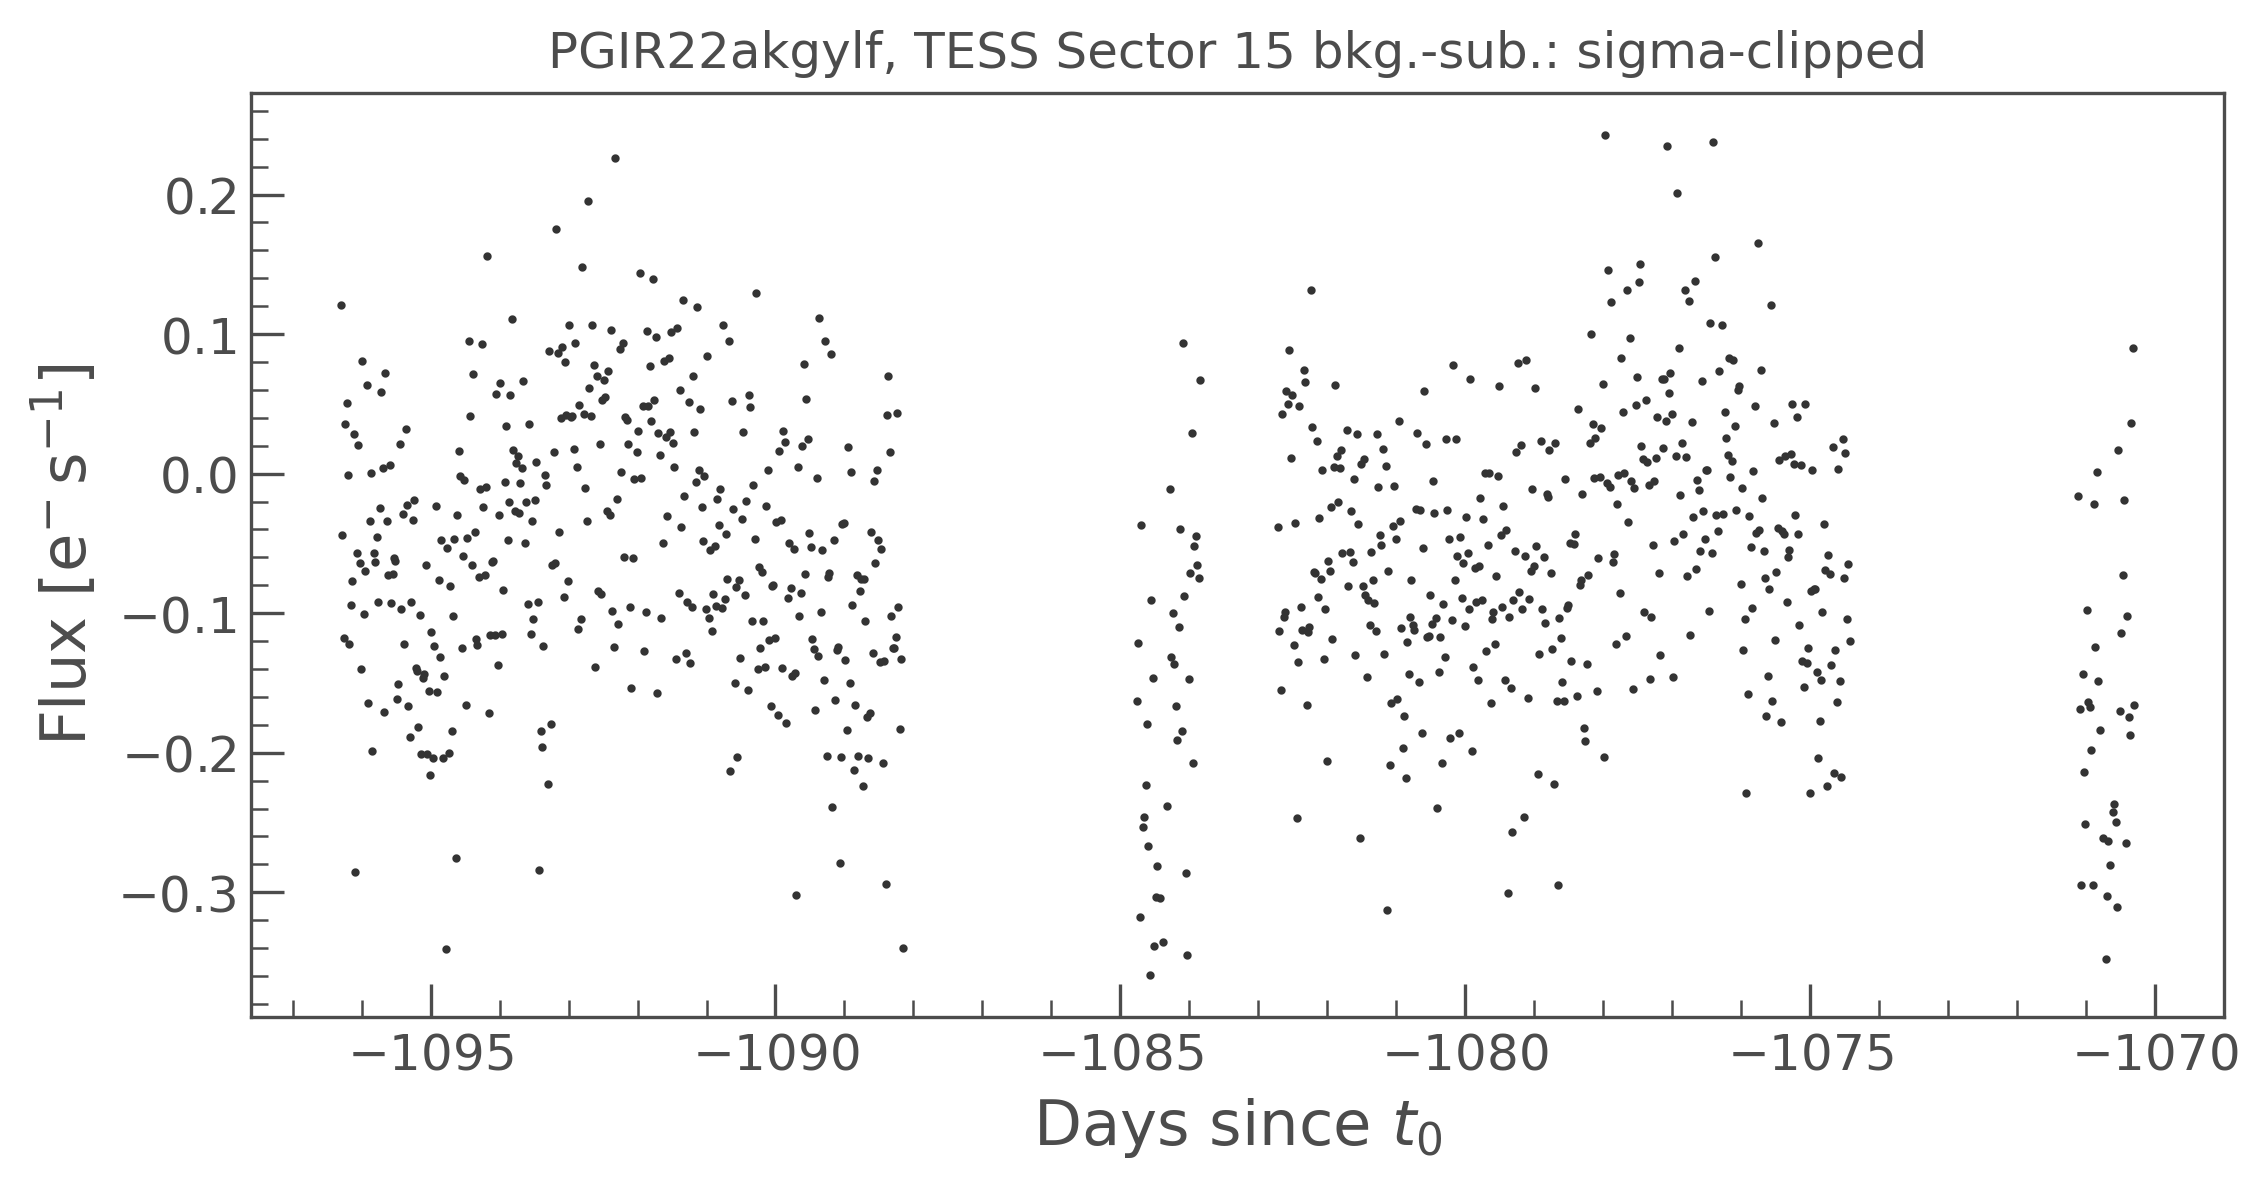 PGIR22akgylf, TESS Sector 15 bkg.-sub.: sigma-clipped
Flux [e⁻ s⁻¹]
0.2
0.1
0.0
−0.1
−0.2
−0.3
−1095 −1090 −1085 −1080 −1075 −1070
Days since t₀